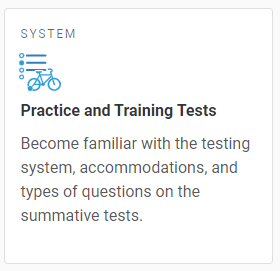 SYSTEM
Practice and Training Tests
Become familiar with the testing
system, accommodations, and
types of questions on the
summative tests.